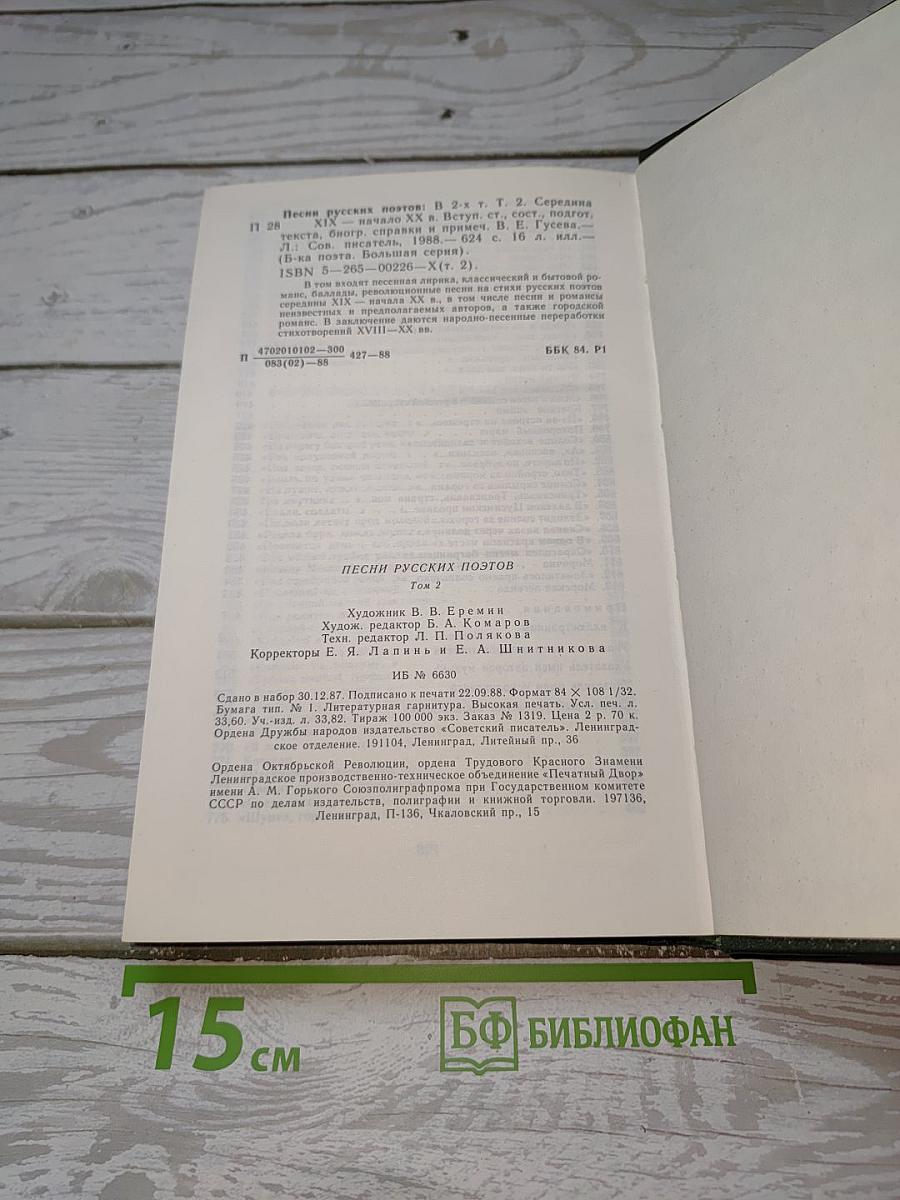 Песни русских поэтов: В 2-х т. Т. 2. Середина
П 28 XIX — начало XX в. Вступ. ст., сост., подгот.
текста, биогр. справки и примеч. В. Е. Гусева.—
Л.: Сов. писатель, 1988.— 624 с. 16 л. илл.—
(Б-ка поэта. Большая серия).
ISBN 5—265—00226—X (т. 2).
В том входят песенная лирика, классический и бытовой ро-
манс, баллады, революционные песни на стихи русских поэтов
середины XIX — начала XX в., в том числе песни и романсы
неизвестных и предполагаемых авторов, а также городской
романс. В заключение даются народно-песенные переработки
стихотворений XVIII—XX вв.
П 4702010102—300 / 083(02)—88 427—88 ББК 84. Р1
ПЕСНИ РУССКИХ ПОЭТОВ
Том 2
Художник В. В. Еремин
Худож. редактор Б. А. Комаров
Техн. редактор Л. П. Полякова
Корректоры Е. Я. Лапинь и Е. А. Шнитникова
ИБ № 6630
Сдано в набор 30.12.87. Подписано к печати 22.09.88. Формат 84 × 108 1/32.
Бумага тип. № 1. Литературная гарнитура. Высокая печать. Усл. печ. л.
33,60. Уч.-изд. л. 33,82. Тираж 100 000 экз. Заказ № 1319. Цена 2 р. 70 к.
Ордена Дружбы народов издательство «Советский писатель». Ленинград-
ское отделение. 191104, Ленинград, Литейный пр., 36
Ордена Октябрьской Революции, ордена Трудового Красного Знамени
Ленинградское производственно-техническое объединение «Печатный Двор»
имени А. М. Горького Союзполиграфпрома при Государственном комитете
СССР по делам издательств, полиграфии и книжной торговли. 197136,
Ленинград, П-136, Чкаловский пр., 15
15 см
БФ БИБЛИОФАН